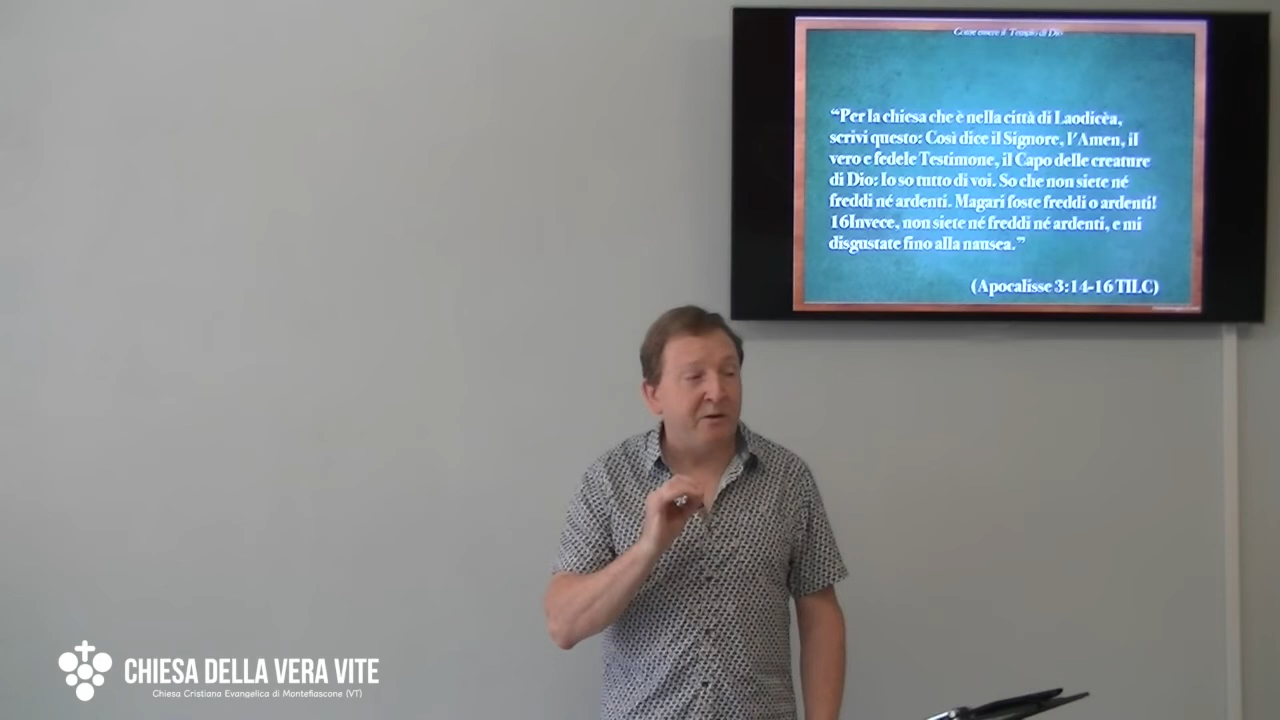 Come essere il Tempio di Dio
“Per la chiesa che è nella città di Laodicèa,
scrivi questo: Così dice il Signore, l'Amen, il
vero e fedele Testimone, il Capo delle creature
di Dio: Io so tutto di voi. So che non siete né
freddi né ardenti. Magari foste freddi o ardenti!
16Invece, non siete né freddi né ardenti, e mi
disgustate fino alla nausea.”
(Apocalisse 3:14-16 TILC)
CHIESA DELLA VERA VITE
Chiesa Cristiana Evangelica di Montefiascone (VT)